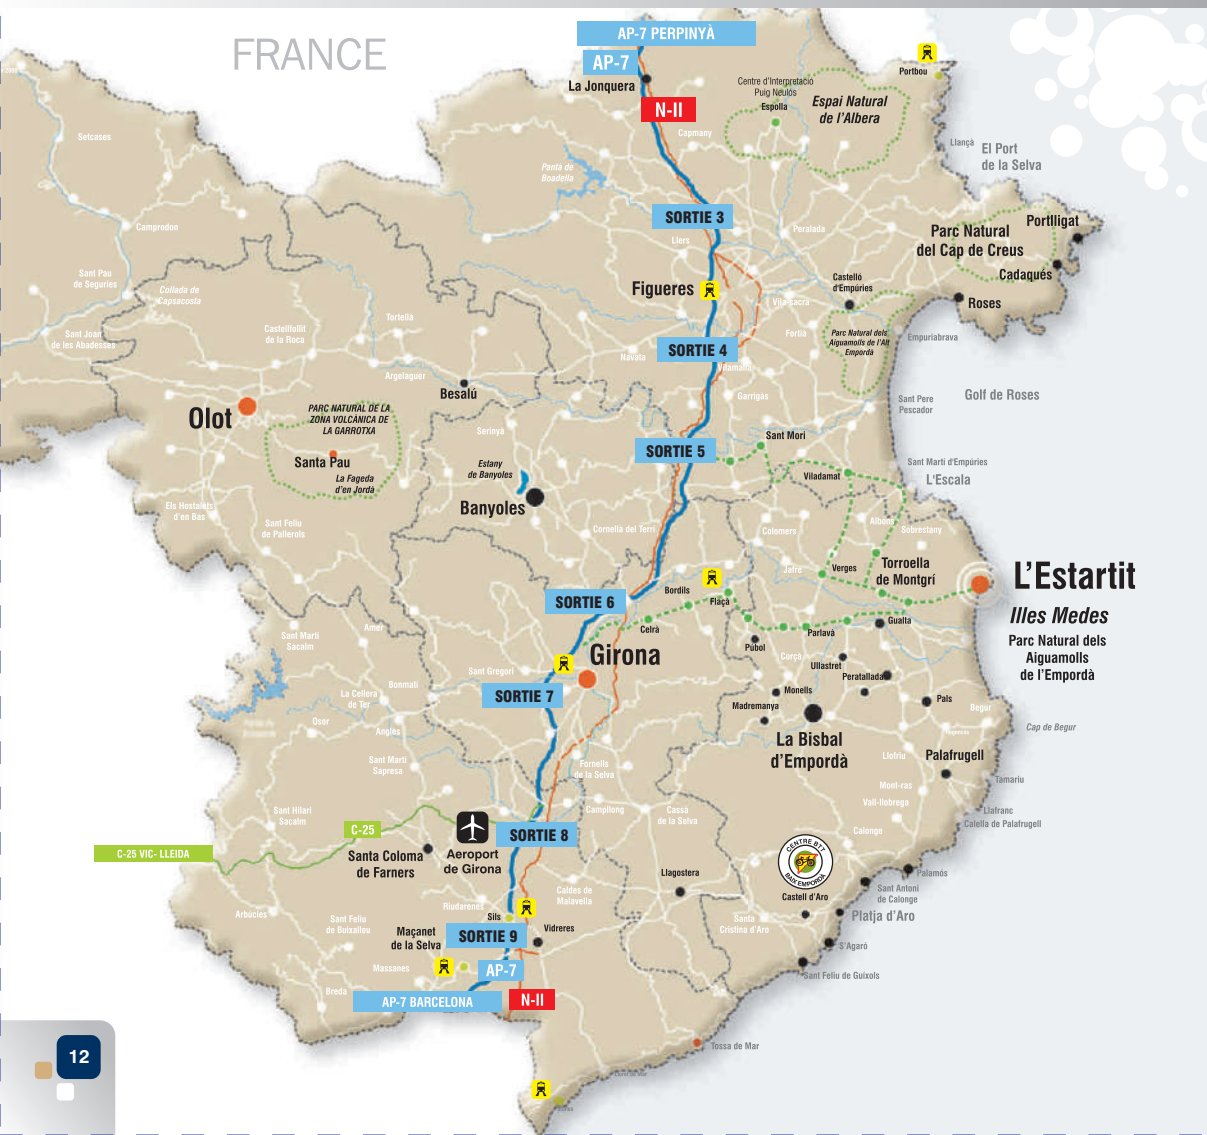 FRANCE
AP-7 PERPINYÀ
AP-7
La Jonquera
N-II
Portbou
Centre d'Interpretació
Puig Neulós
Espolla
Espai Natural
de l'Albera
Capmany
Setcases
Llançà
El Port
de la Selva
Pantà de
Boadella
SORTIE 3
Camprodon
Llers
Peralada
Parc Natural
del Cap de Creus
Portlligat
Cadaqués
Roses
Sant Pau
de Seguries
Collada de
Capsacosta
Figueres
Castelló
d'Empúries
Vila-sacra
Sant Joan
de les Abadesses
Castellfollit
de la Roca
Tortellà
Fortià
Parc Natural dels
Aiguamolls de l'Alt
Empordà
Empuriabrava
Navata
SORTIE 4
Vilamalla
Argelaguer
Besalú
Garrigàs
Sant Pere
Pescador
Golf de Roses
Olot
PARC NATURAL DE LA
ZONA VOLCÀNICA DE
LA GARROTXA
Serinyà
Sant Mori
SORTIE 5
Santa Pau
La Fageda
d'en Jordà
Estany
de Banyoles
Viladamat
Sant Martí d'Empúries
L'Escala
Banyoles
Els Hostalets
d'en Bas
Sant Feliu
de Pallerols
Cornellà del Terri
Colomers
Albons
Sobrestany
Jafre
Verges
Torroella
de Montgrí
L'Estartit
Illes Medes
Parc Natural dels
Aiguamolls
de l'Empordà
Bordils
Flaçà
SORTIE 6
Celrà
Parlavà
Gualta
Púbol
Sant Martí
Sacalm
Amer
Girona
Corçà
Ullastret
Peratallada
Sant Gregori
Bonmatí
SORTIE 7
La Cellera
de Ter
Monells
Madremanya
Pals
Begur
Osor
Anglès
La Bisbal
d'Empordà
Cap de Begur
Llofriu
Palafrugell
Sant Martí
Sapresa
Fornells
de la Selva
Tamariu
Mont-ras
Vall-llobrega
Sant Hilari
Sacalm
Campllong
Cassà
de la Selva
Llafranc
Calella de Palafrugell
C-25
SORTIE 8
Calonge
C-25 VIC- LLEIDA
Santa Coloma
de Farners
Aeroport
de Girona
CENTRE BTT
BAIX EMPORDÀ
Llagostera
Palamós
Caldes de
Malavella
Castell d'Aro
Sant Antoni
de Calonge
Riudarenes
Arbúcies
Sant Feliu
de Buixalleu
Sils
Santa
Cristina d'Aro
Platja d'Aro
Maçanet
de la Selva
SORTIE 9
Vidreres
S'Agaró
Massanes
AP-7
Sant Feliu de Guíxols
Breda
AP-7 BARCELONA
N-II
Tossa de Mar
12
Lloret de Mar
Blanes